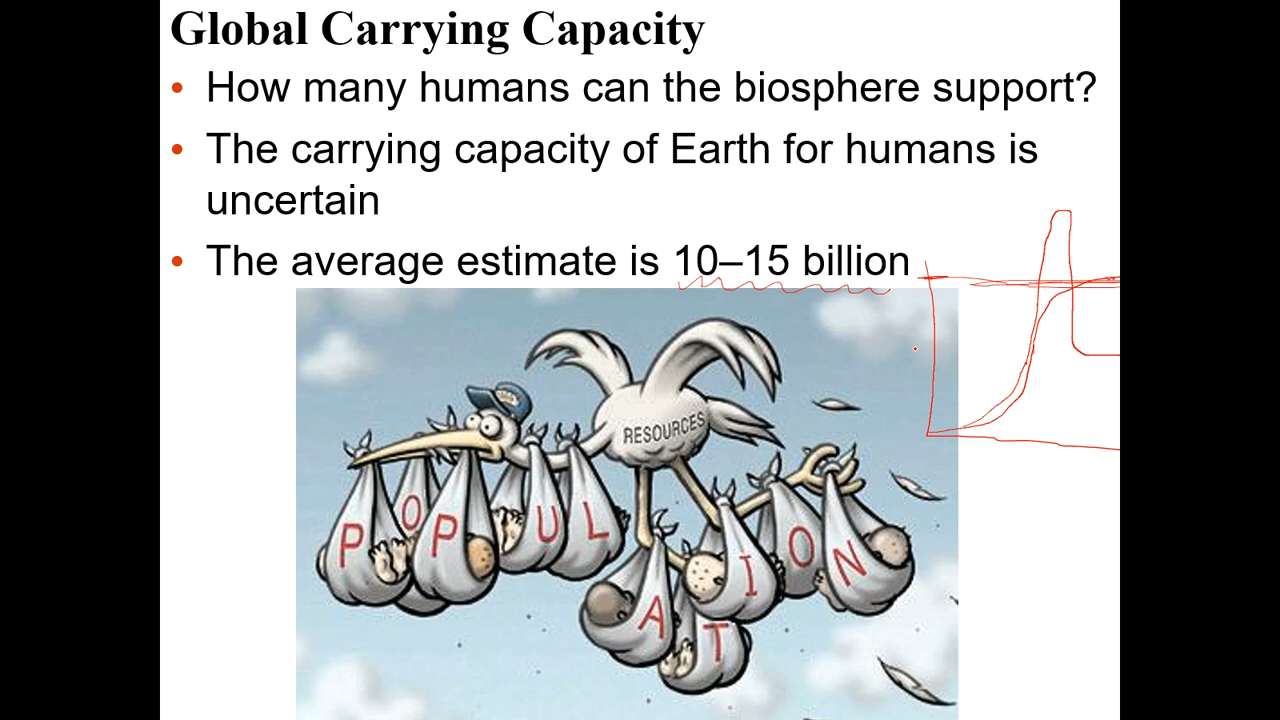 Global Carrying Capacity
• How many humans can the biosphere support?
• The carrying capacity of Earth for humans is
uncertain
• The average estimate is 10–15 billion
RESOURCES
P O P U L A T I O N